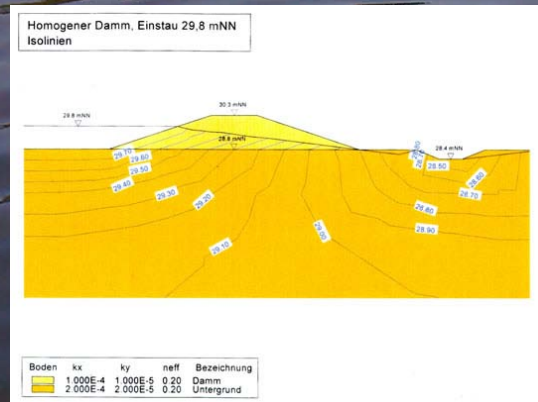 Homogener Damm, Einstau 29,8 mNN
Isolinien
30.3 mNN
29.8 mNN
28.8 mNN
28.4 mNN
29.70
29.60
29.50
29.40
29.30
29.20
29.10
29.00
28.90
28.80
28.70
28.60
28.50
Boden kx ky neff Bezeichnung
1.000E-4 1.000E-5 0.20 Damm
2.000E-4 2.000E-5 0.20 Untergrund